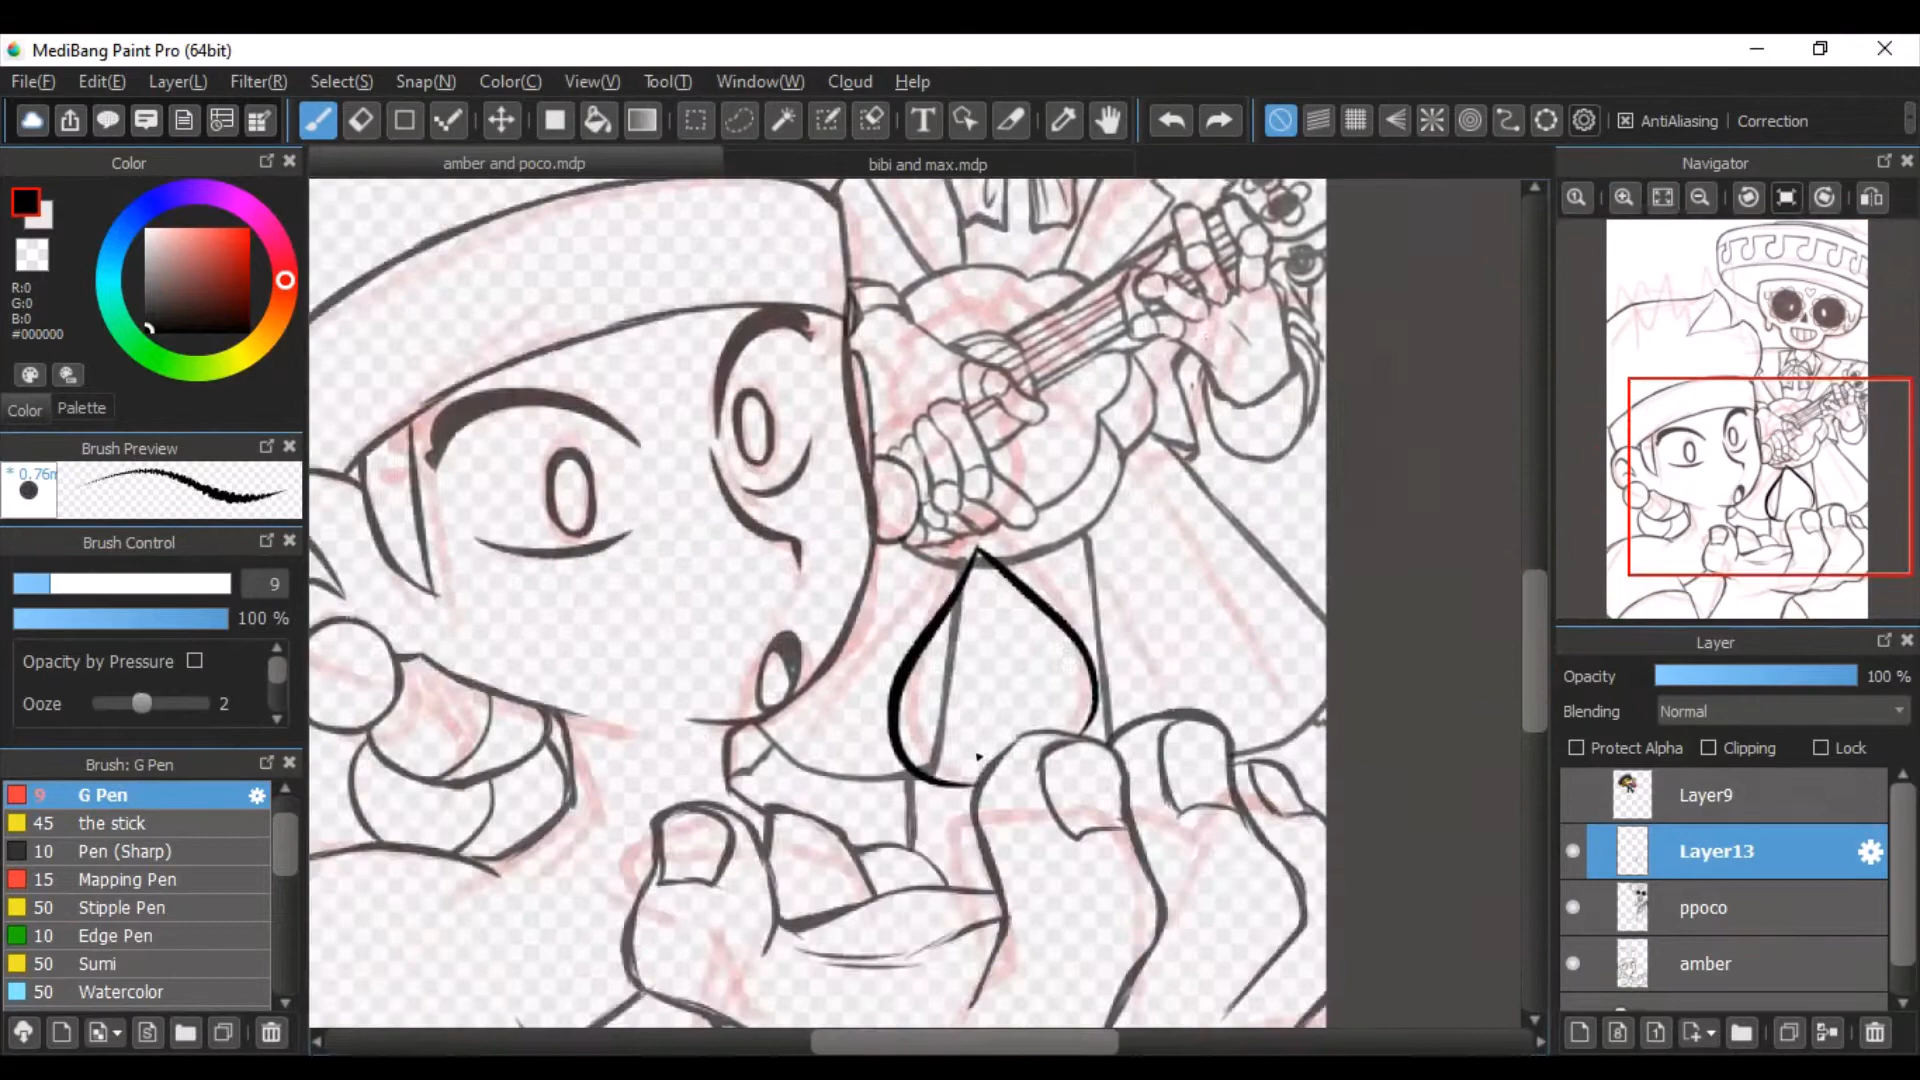 MediBang Paint Pro (64bit)
File(F) Edit(E) Layer(L) Filter(R) Select(S) Snap(N) Color(C) View(V) Tool(T) Window(W) Cloud Help
T AntiAliasing Correction
Color
amber and poco.mdp bibi and max.mdp
Navigator
R:0
G:0
B:0
#000000
Color Palette
Brush Preview
* 0.76m
Brush Control
9
100 %
Opacity by Pressure
Ooze 2
Brush: G Pen
9 G Pen
45 the stick
10 Pen (Sharp)
15 Mapping Pen
50 Stipple Pen
10 Edge Pen
50 Sumi
50 Watercolor
Layer
Opacity 100 %
Blending Normal
Protect Alpha Clipping Lock
Layer9
Layer13
ppoco
amber